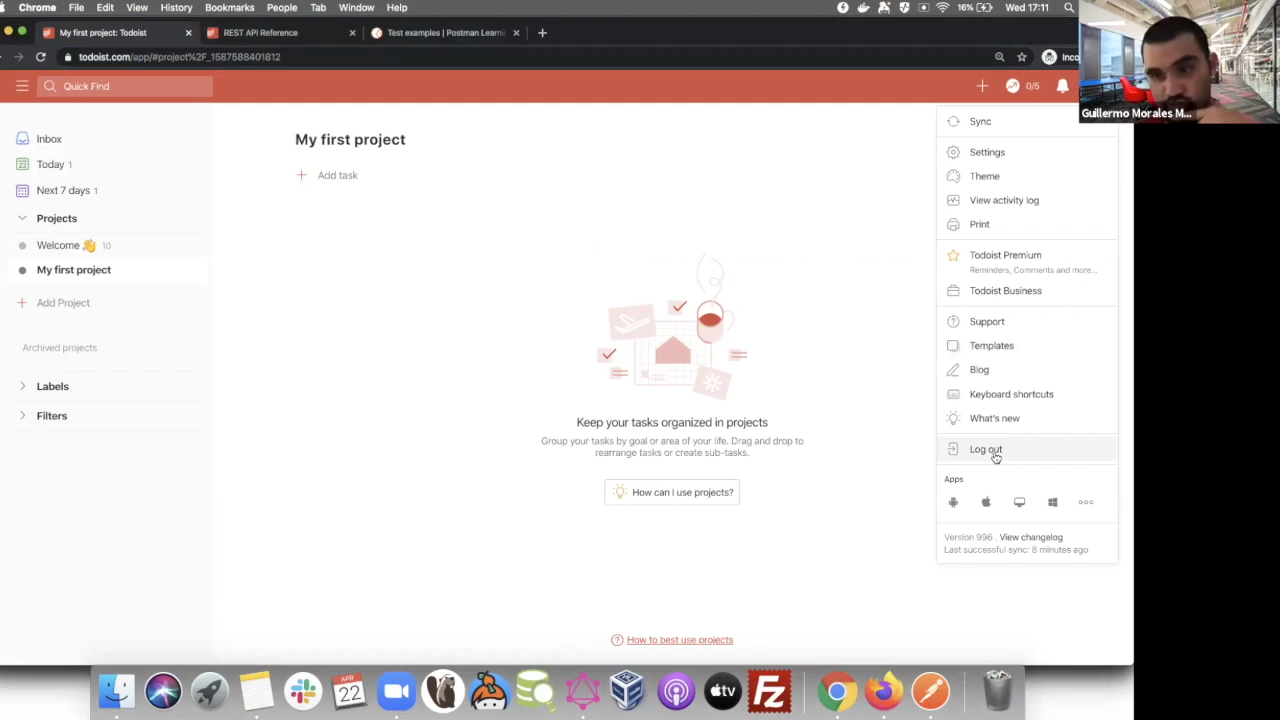 Chrome File Edit View History Bookmarks People Tab Window Help 16% Wed 17:11
My first project: Todoist REST API Reference Test examples | Postman Learni
todoist.com/app/#project%2F_1587588401812 Inco
Quick Find 0/5
Guillermo Morales M...
Inbox
Today 1
Next 7 days 1
Projects
Welcome 👋 10
My first project
Add Project
Archived projects
Labels
Filters
My first project
Add task
Keep your tasks organized in projects
Group your tasks by goal or area of your life. Drag and drop to
rearrange tasks or create sub-tasks.
How can I use projects?
How to best use projects
Sync
Settings
Theme
View activity log
Print
Todoist Premium
Reminders, Comments and more...
Todoist Business
Support
Templates
Blog
Keyboard shortcuts
What's new
Log out
Apps
Version 996 . View changelog
Last successful sync: 8 minutes ago
APR
22
tv
Fz